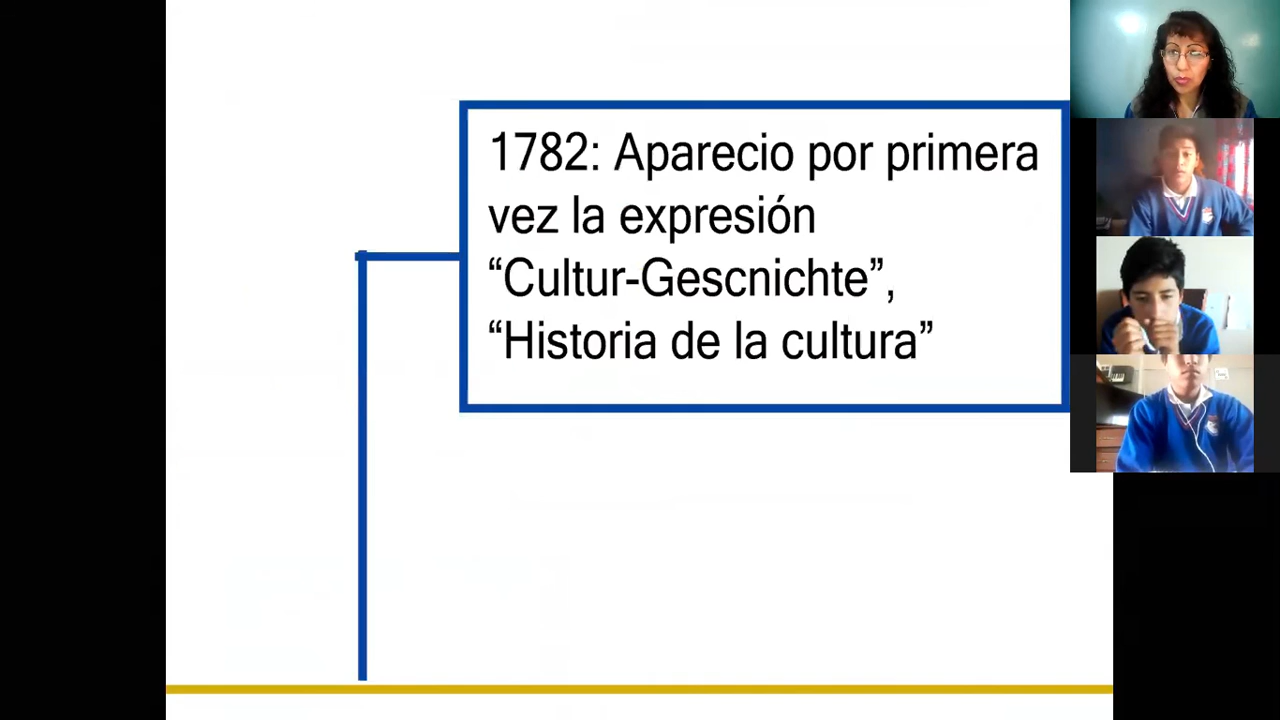 1782: Aparecio por primera
vez la expresión
“Cultur-Gescnichte”,
“Historia de la cultura”